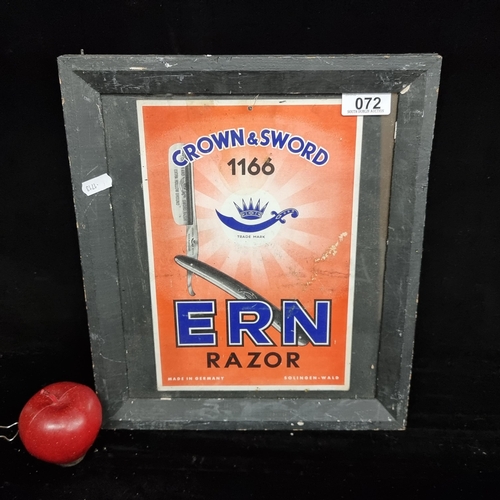 072
CROWN & SWORD
1166
TRADE MARK
ERN
RAZOR
MADE IN GERMANY SOLINGEN-WALD